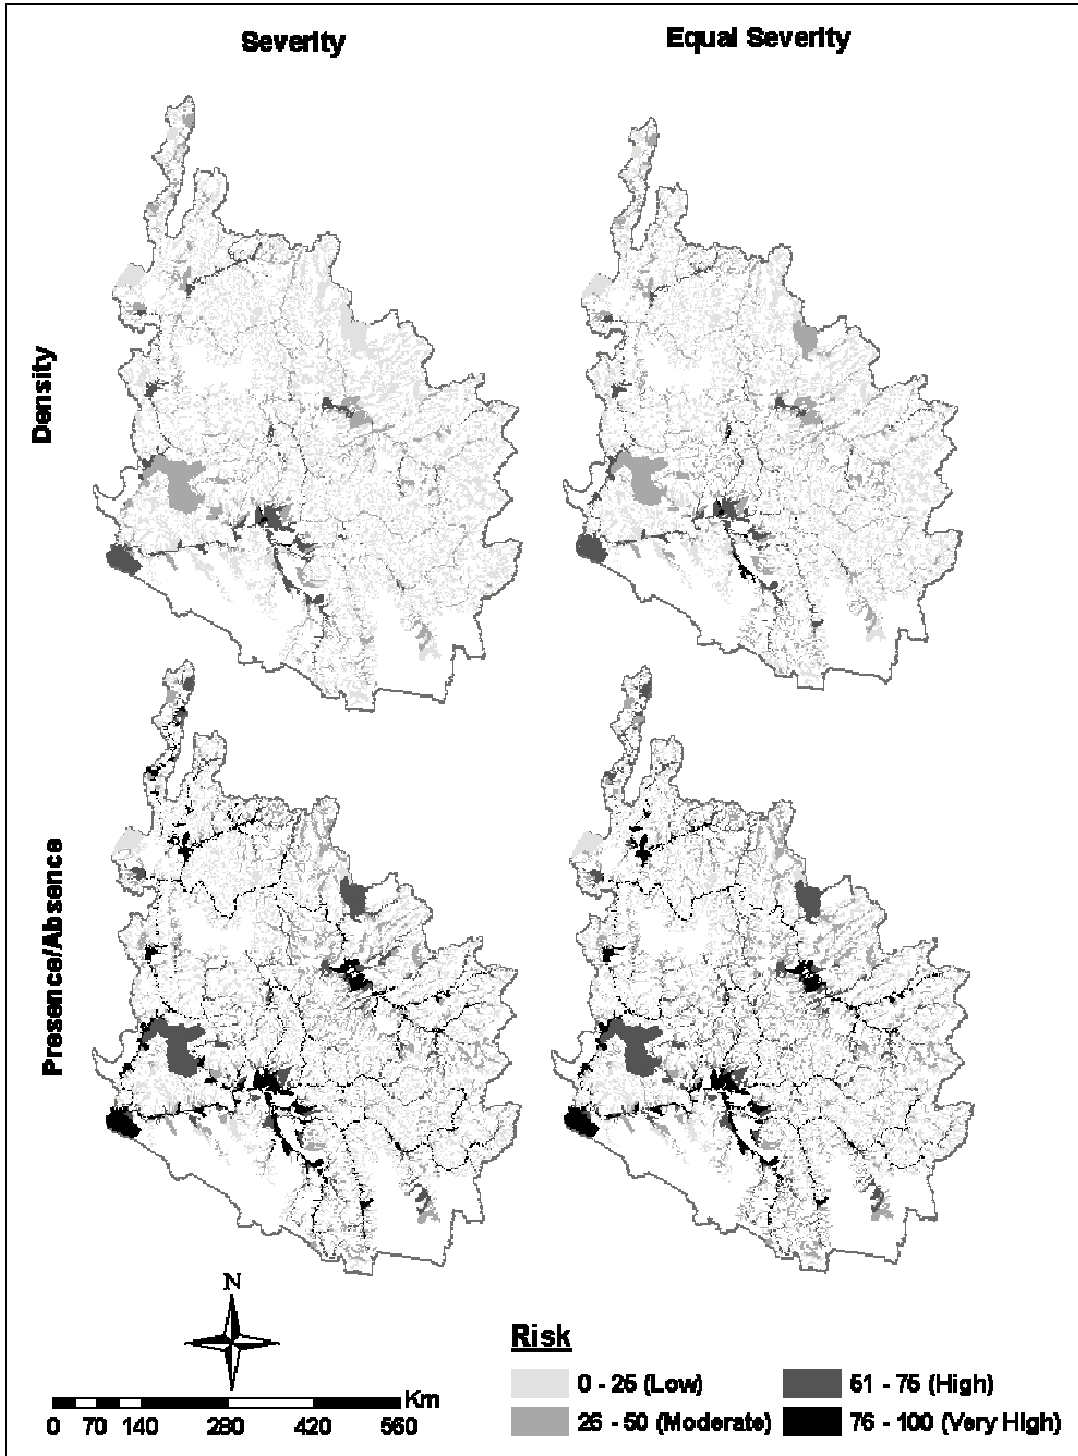 Severity
Equal Severity
Density
Presence/Absence
N
Km
0 70 140 280 420 560
Risk
0 - 25 (Low)
26 - 50 (Moderate)
51 - 75 (High)
76 - 100 (Very High)